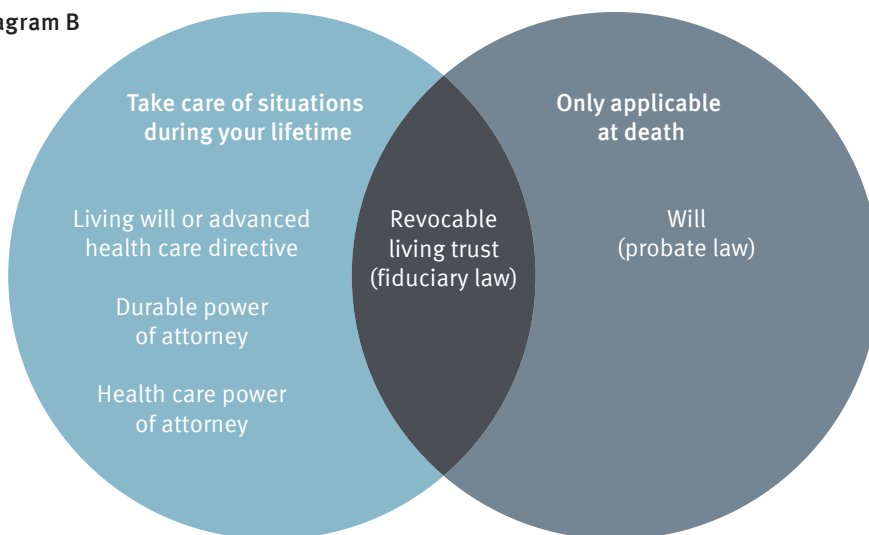 agram B
Take care of situations
during your lifetime
Living will or advanced
health care directive
Durable power
of attorney
Health care power
of attorney
Revocable
living trust
(fiduciary law)
Only applicable
at death
Will
(probate law)